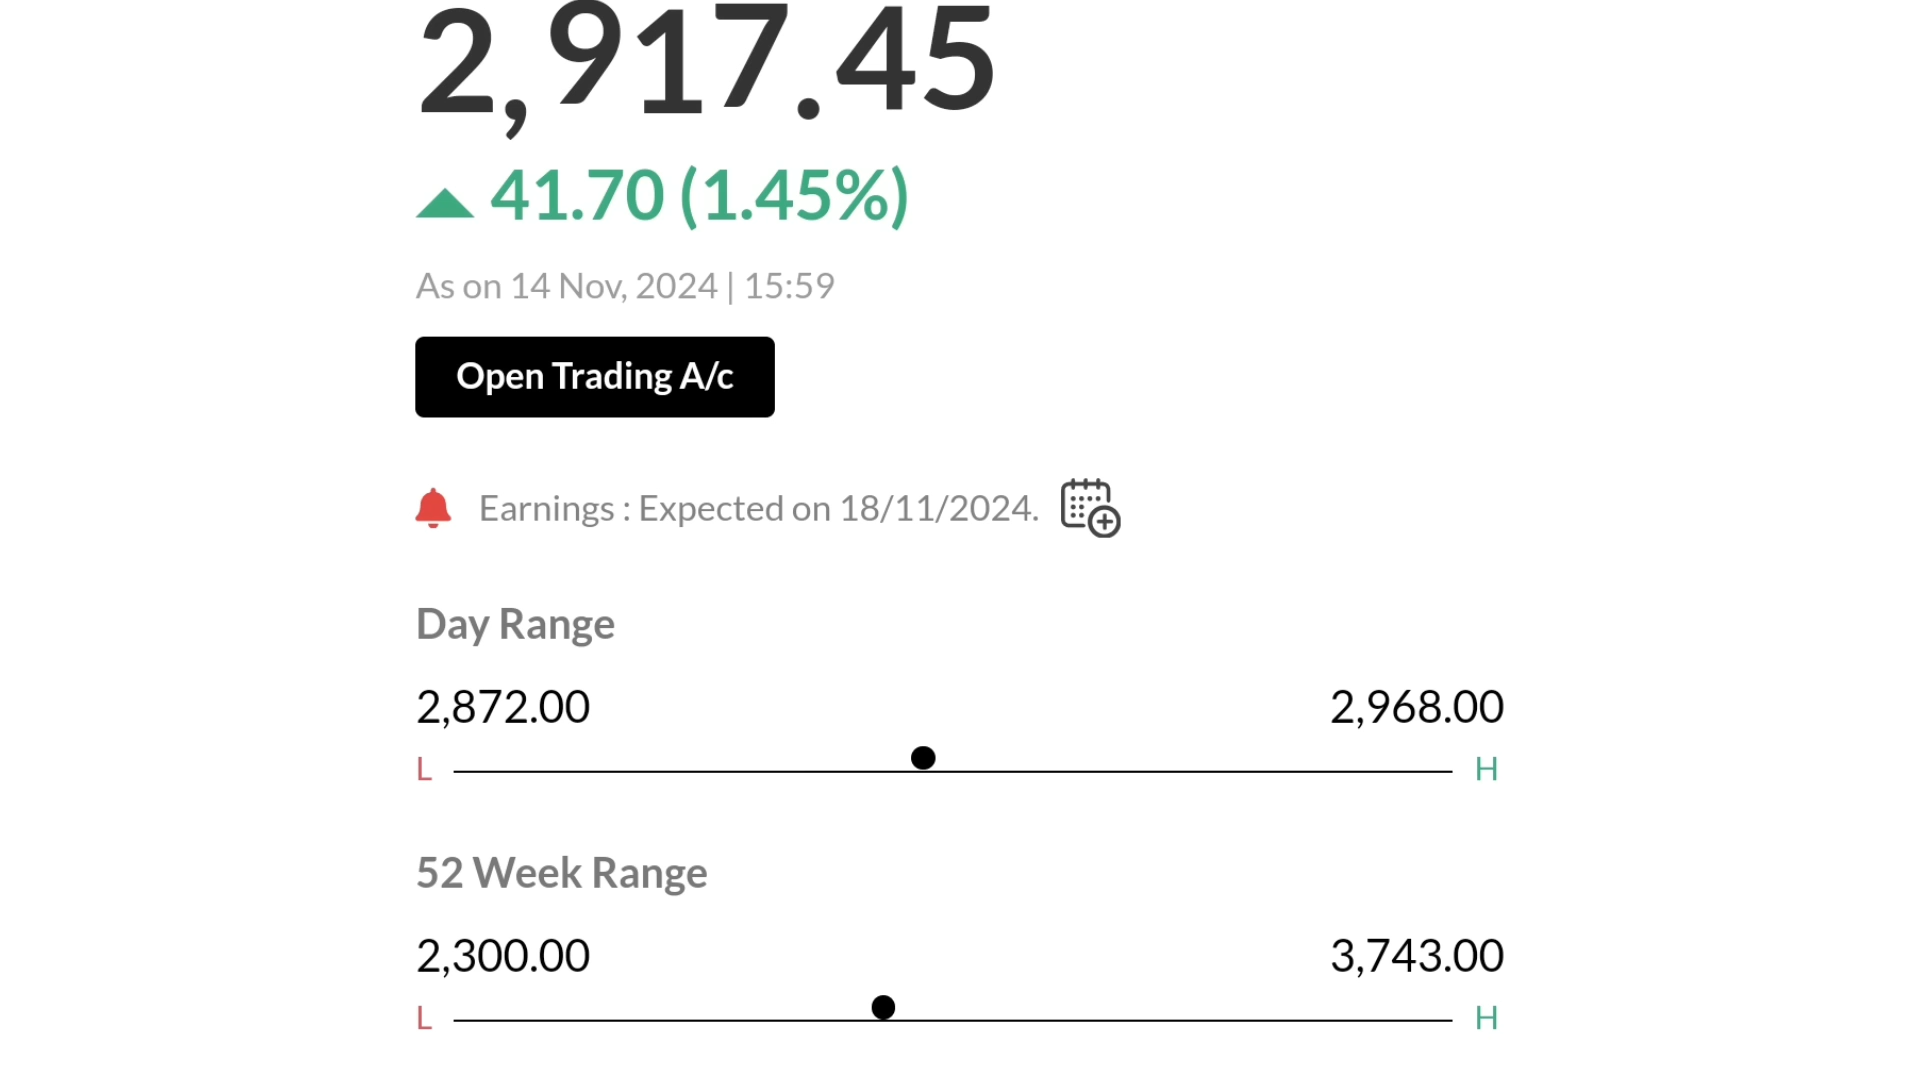 2,917.45
41.70 (1.45%)
As on 14 Nov, 2024 | 15:59
Open Trading A/c
Earnings : Expected on 18/11/2024.
Day Range
2,872.00 2,968.00
L H
52 Week Range
2,300.00 3,743.00
L H